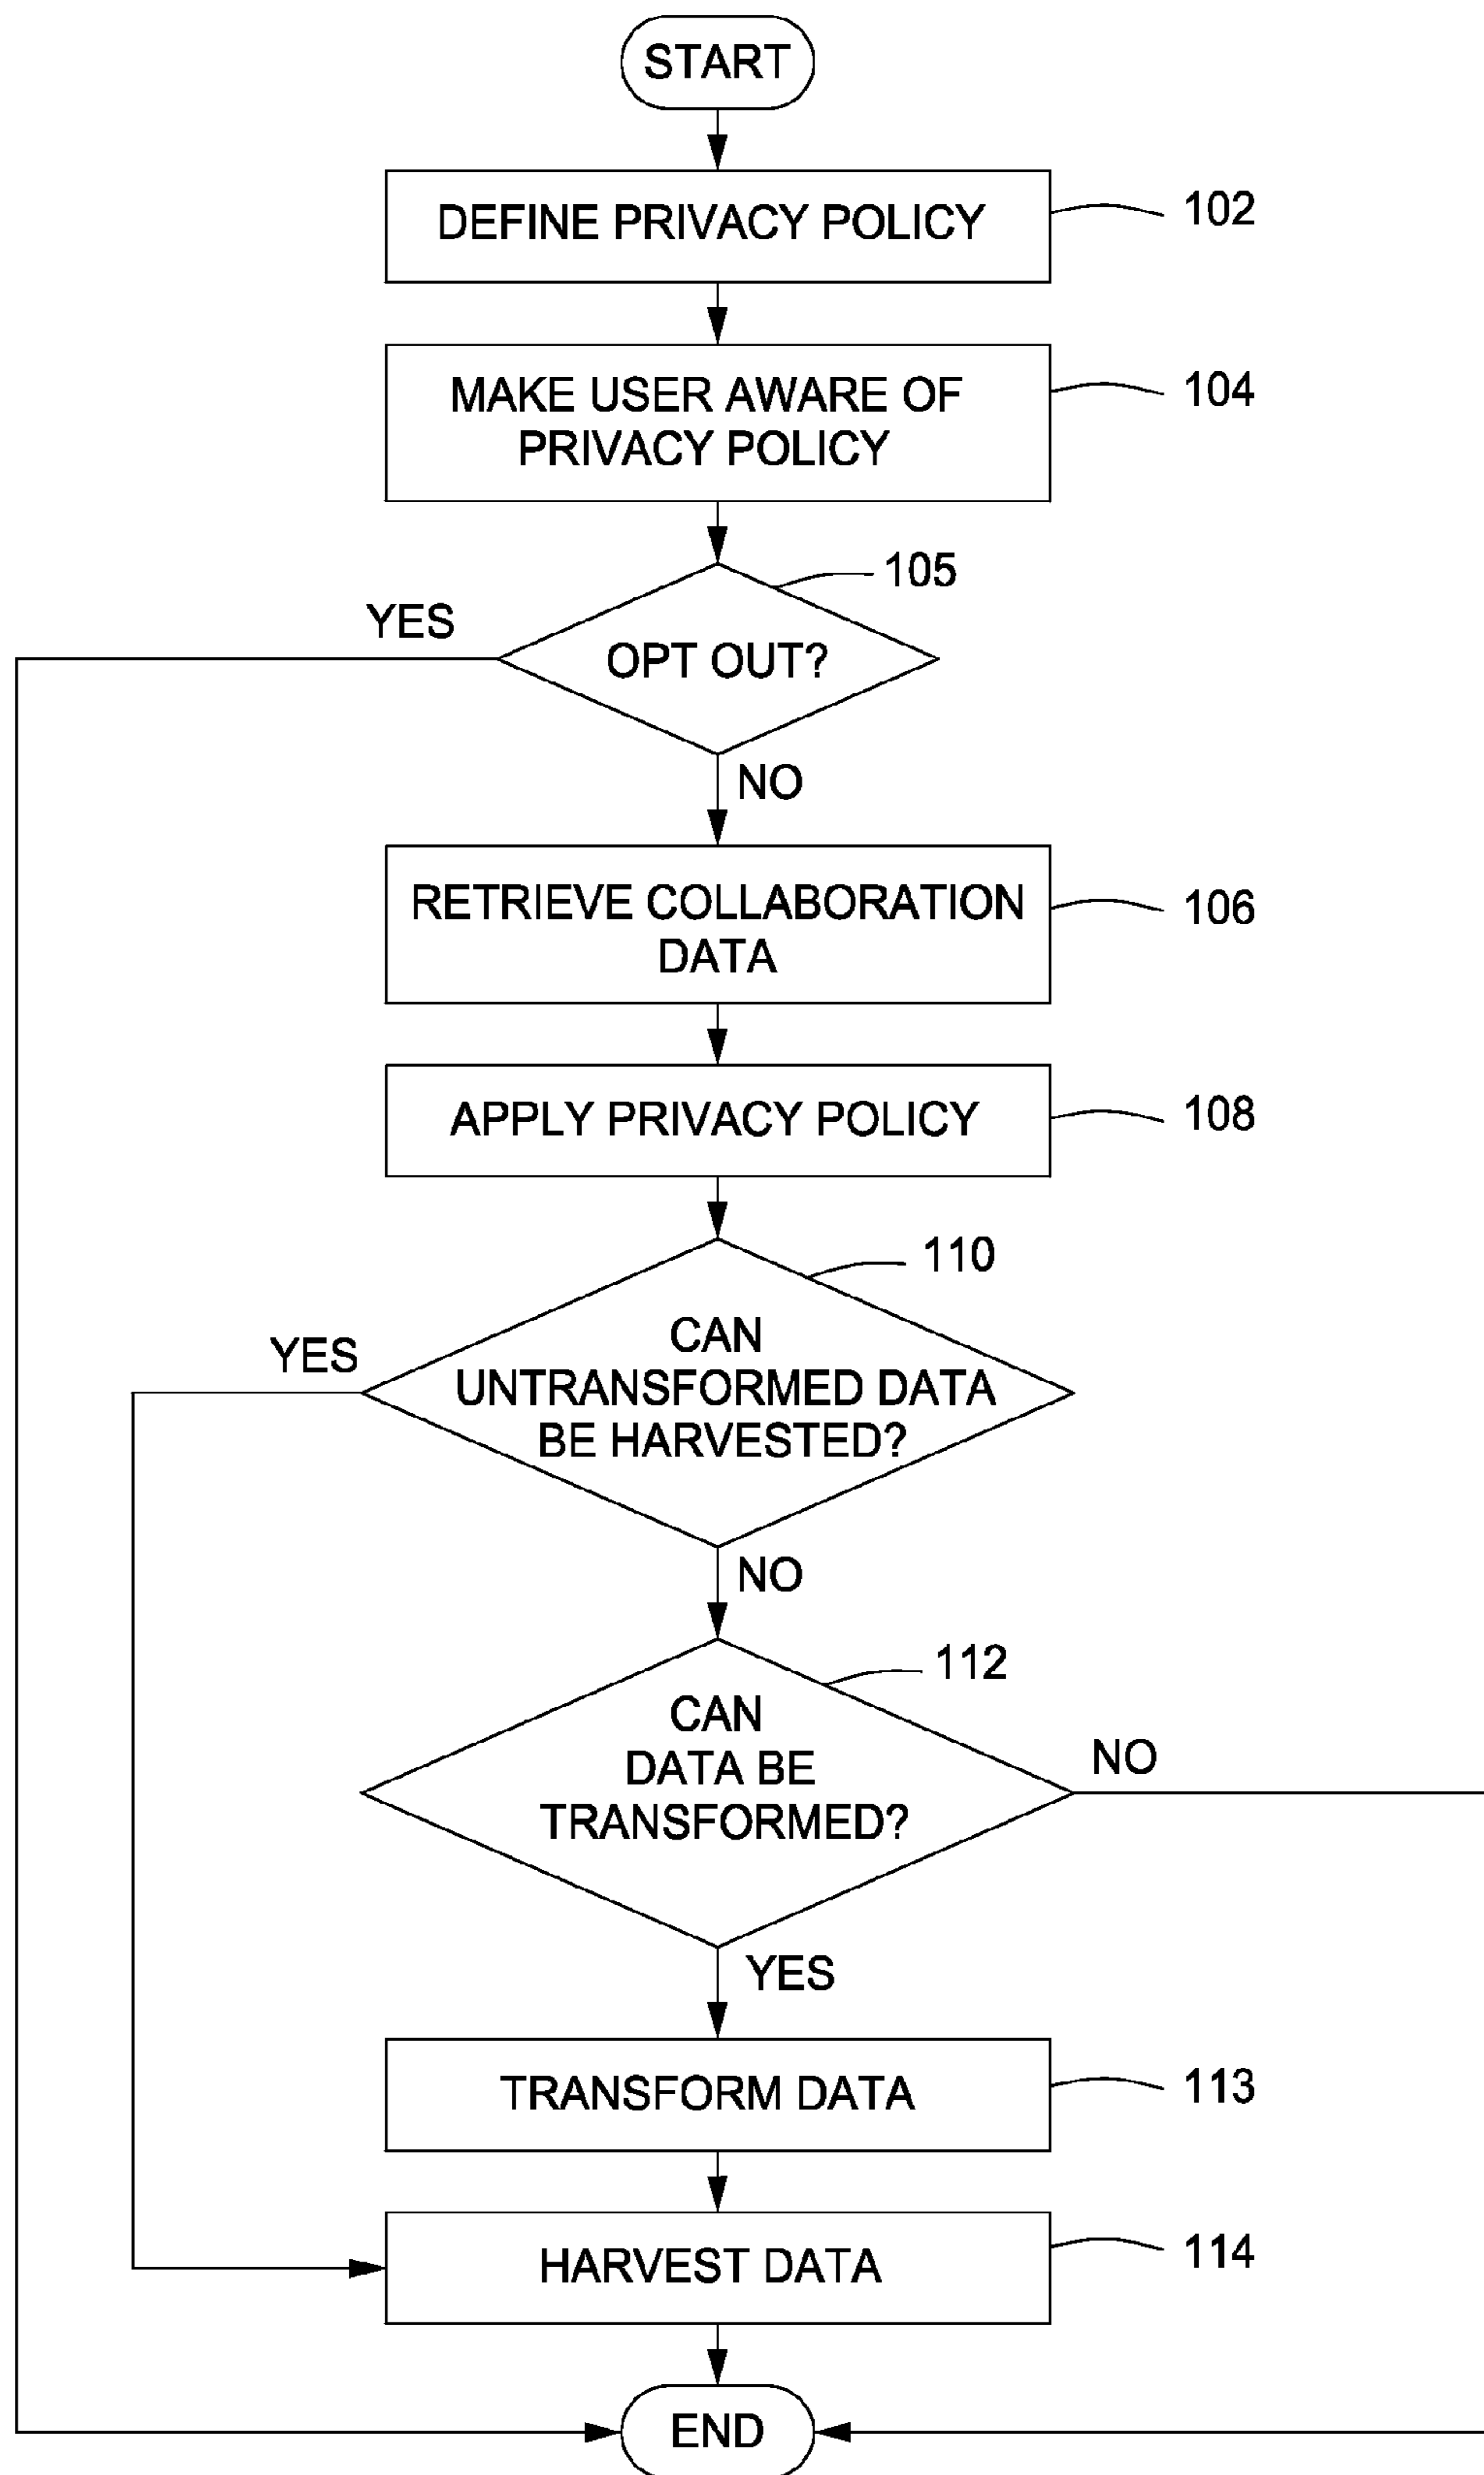 START
DEFINE PRIVACY POLICY
102
MAKE USER AWARE OF
PRIVACY POLICY
104
105
YES
OPT OUT?
NO
RETRIEVE COLLABORATION
DATA
106
APPLY PRIVACY POLICY
108
110
YES
CAN
UNTRANSFORMED DATA
BE HARVESTED?
NO
112
CAN
DATA BE
TRANSFORMED?
NO
YES
TRANSFORM DATA
113
HARVEST DATA
114
END